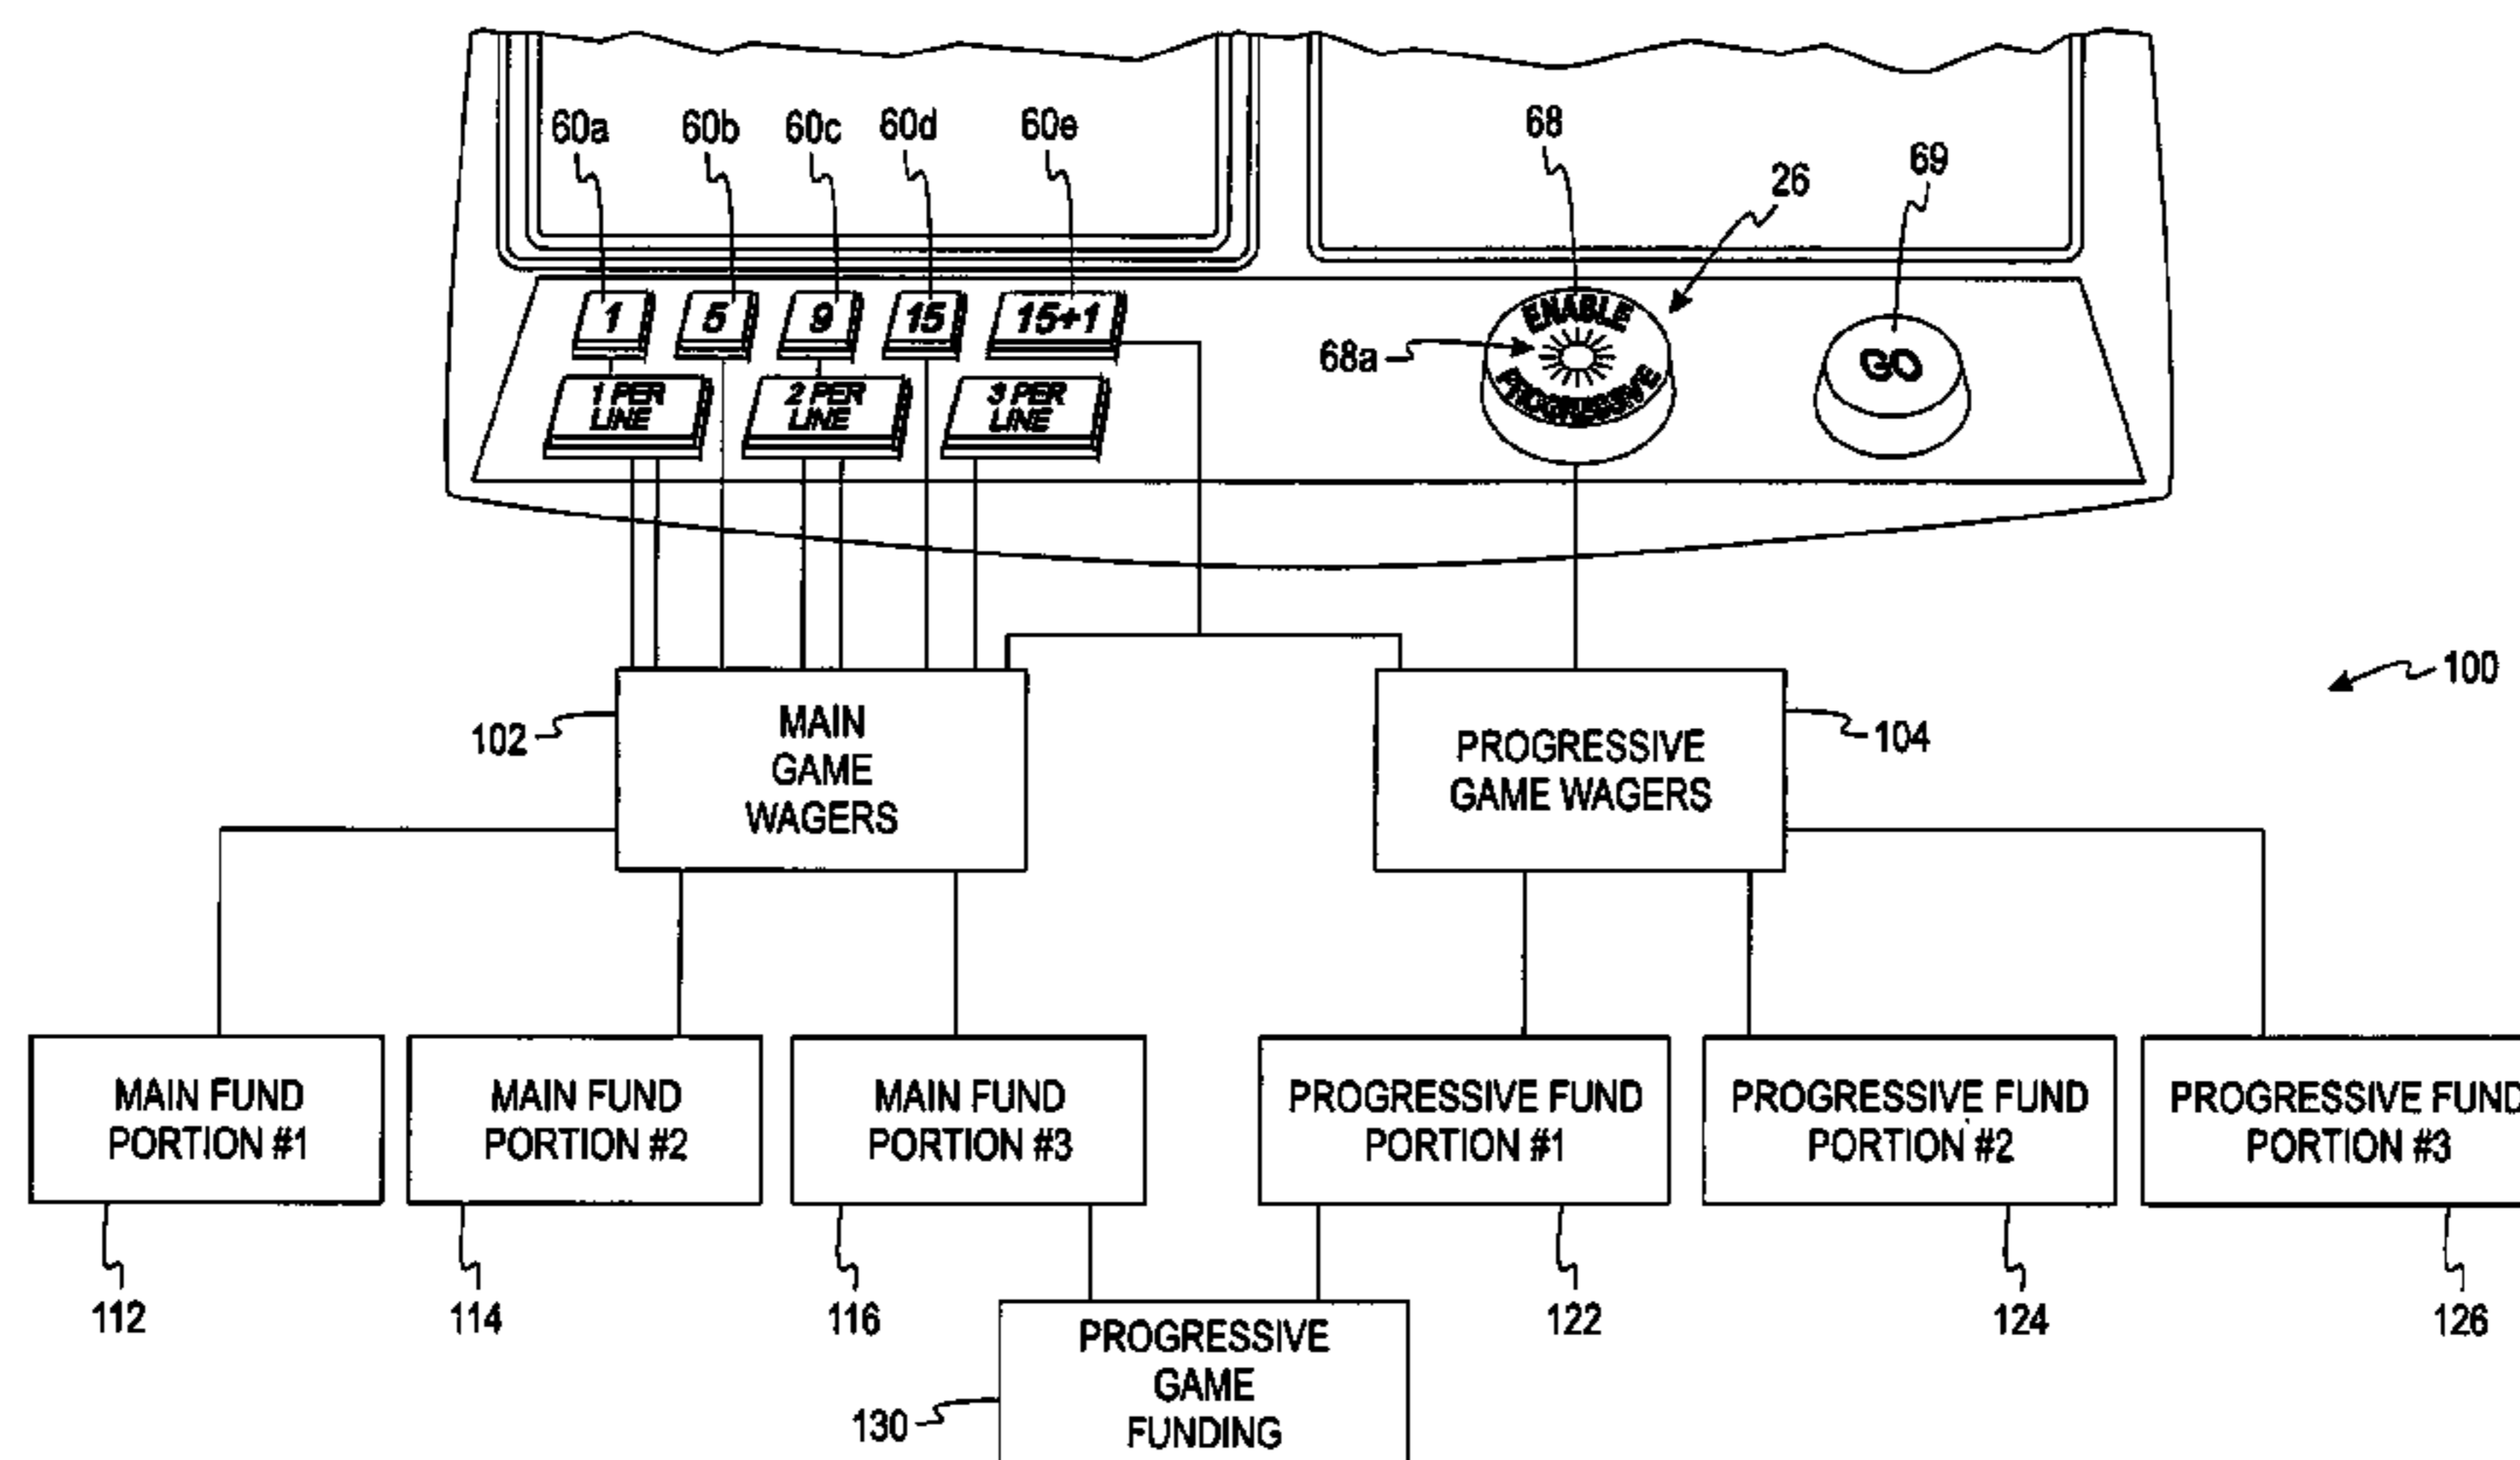 60a 60b 60c 60d 60e 68 26 69
1 5 9 15 15+1
ENABLE
PROGRESSIVE
68a
GO
1 PER
LINE
2 PER
LINE
3 PER
LINE
100
102
MAIN
GAME
WAGERS
PROGRESSIVE
GAME WAGERS
104
MAIN FUND
PORTION #1
MAIN FUND
PORTION #2
MAIN FUND
PORTION #3
PROGRESSIVE FUND
PORTION #1
PROGRESSIVE FUND
PORTION #2
PROGRESSIVE FUND
PORTION #3
112 114 116 122 124 126
130
PROGRESSIVE
GAME
FUNDING